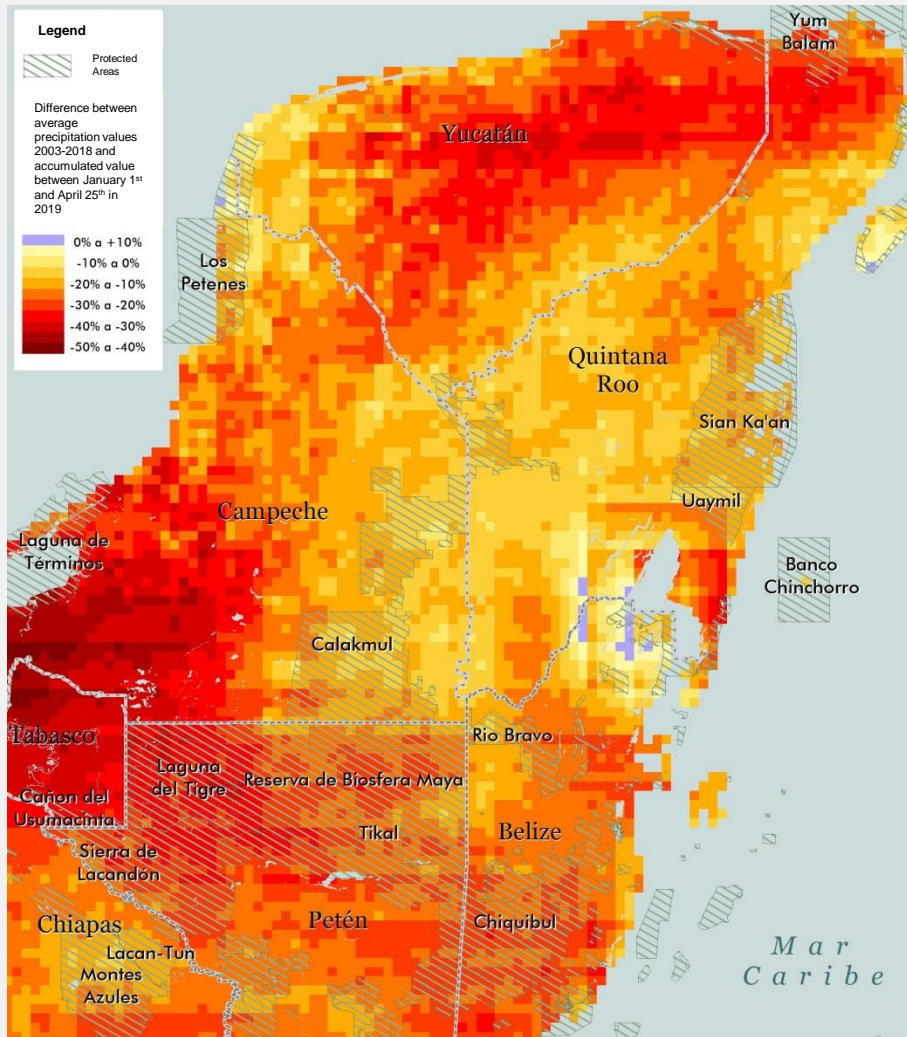 Legend
Protected
Areas
Difference between
average
precipitation values
2003-2018 and
accumulated value
between January 1st
and April 25th in
2019
0% a +10%
-10% a 0%
-20% a -10%
-30% a -20%
-40% a -30%
-50% a -40%
Yum
Balam
Yucatán
Los
Petenes
Quintana
Roo
Sian Ka'an
Uaymil
Campeche
Laguna de
Términos
Banco
Chinchorro
Calakmul
Tabasco
Rio Bravo
Laguna
del Tigre
Reserva de Biosfera Maya
Cañon del
Usumacinta
Tikal
Belize
Sierra de
Lacandón
Chiapas
Petén
Chiquibul
Lacan-Tun
Montes
Azules
Mar
Caribe